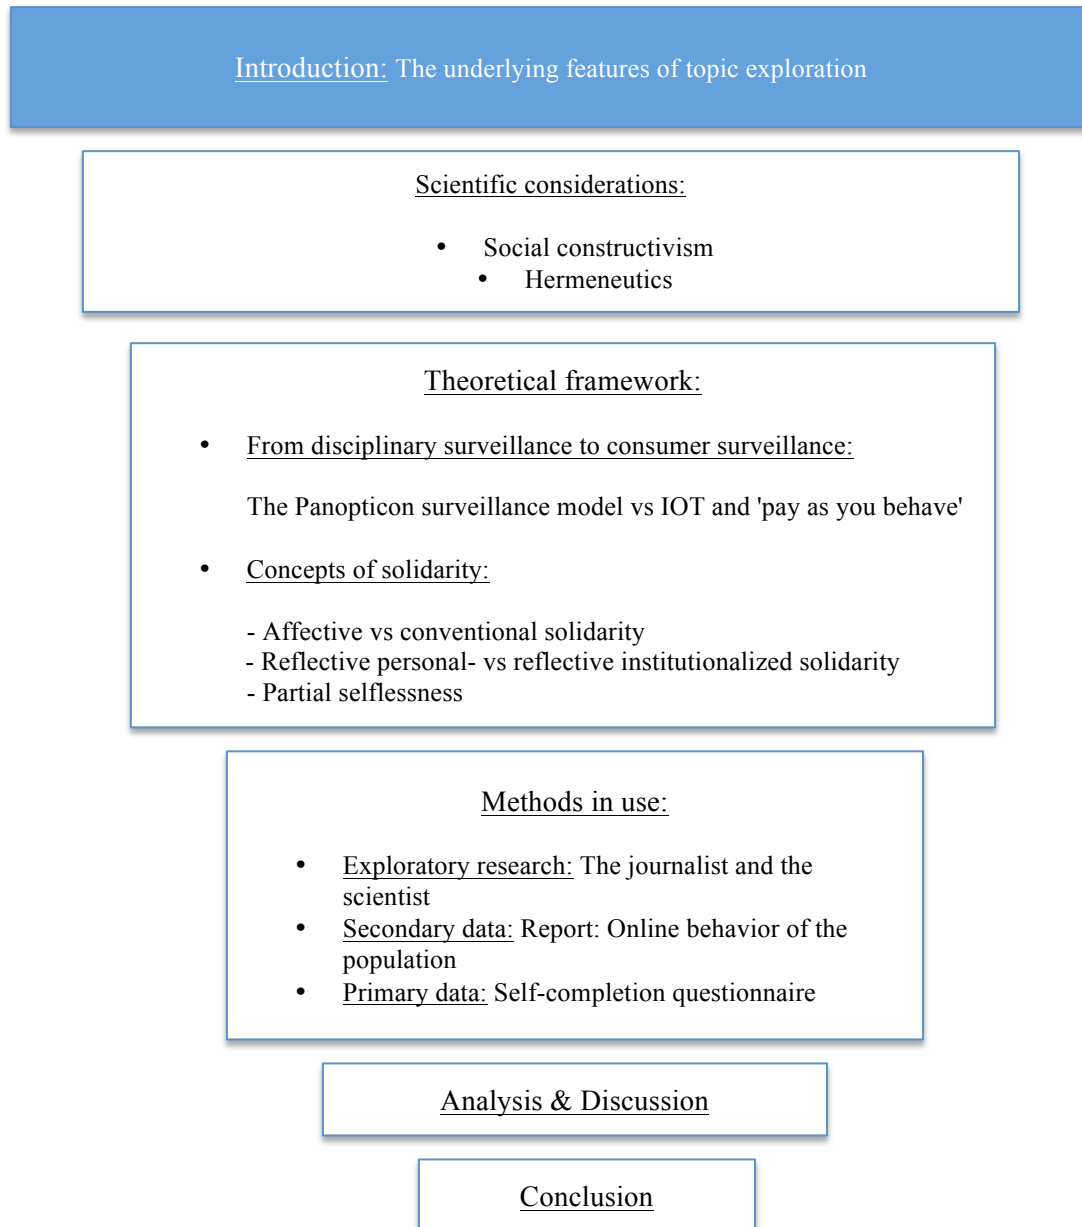 Introduction: The underlying features of topic exploration
Scientific considerations:
• Social constructivism
• Hermeneutics
Theoretical framework:
• From disciplinary surveillance to consumer surveillance:
The Panopticon surveillance model vs IOT and 'pay as you behave'
• Concepts of solidarity:
- Affective vs conventional solidarity
- Reflective personal- vs reflective institutionalized solidarity
- Partial selflessness
Methods in use:
• Exploratory research: The journalist and the
scientist
• Secondary data: Report: Online behavior of the
population
• Primary data: Self-completion questionnaire
Analysis & Discussion
Conclusion